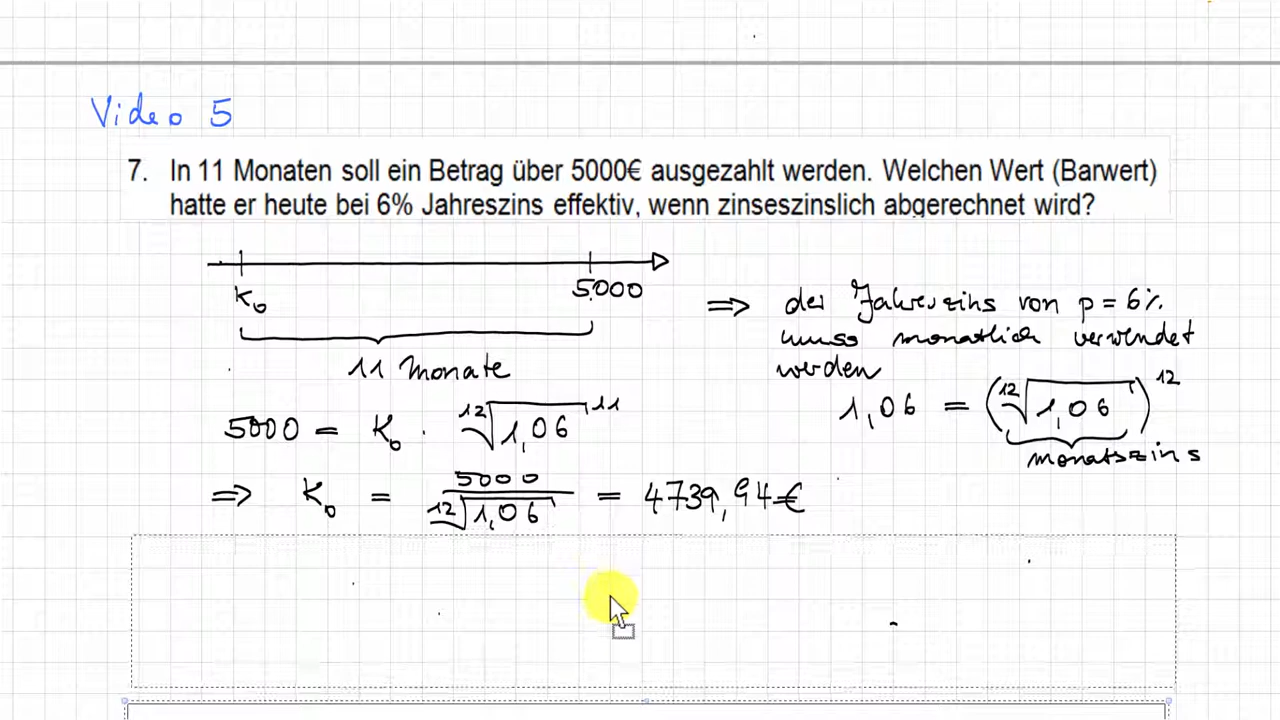 Video 5
7. In 11 Monaten soll ein Betrag über 5000€ ausgezahlt werden. Welchen Wert (Barwert)
hatte er heute bei 6% Jahreszins effektiv, wenn zinseszinslich abgerechnet wird?
K₀ 5000
11 Monate
⇒ der Jahreszins von p = 6%
muss monatlich verwendet
werden
1,06 = (¹²√1,06)¹²
monatszins
5000 = K₀ · ¹²√1,06¹¹
⇒ K₀ = 5000 / ¹²√1,06 = 4739,94€